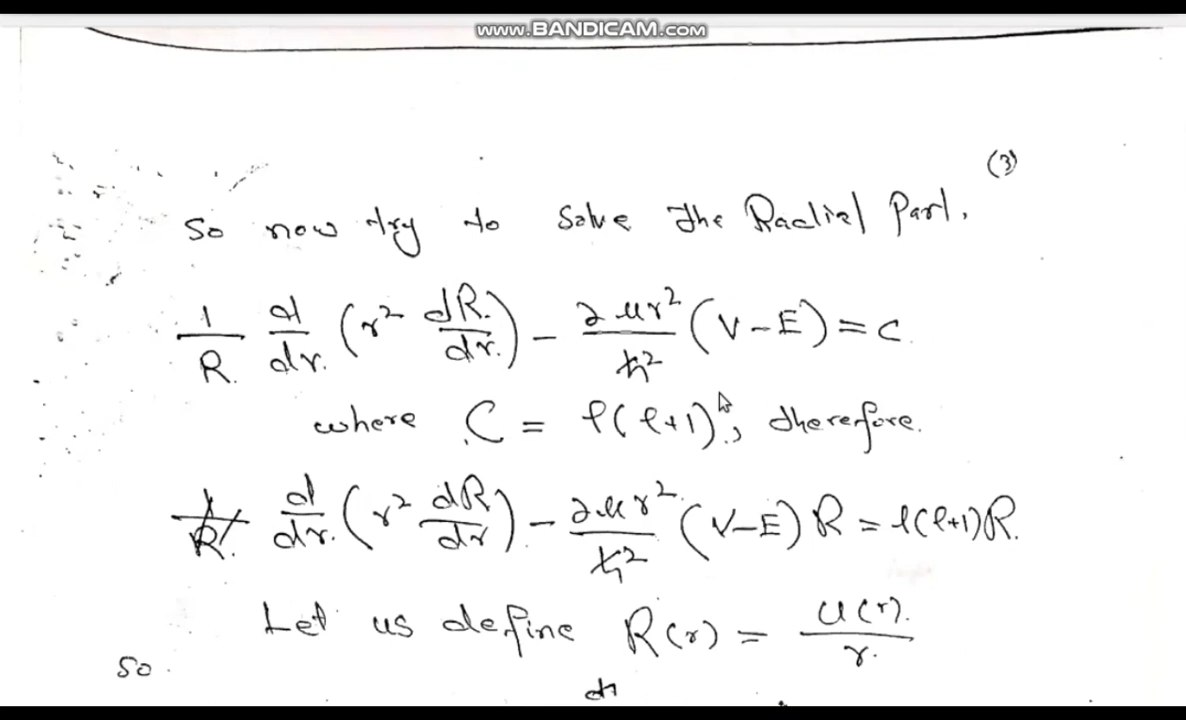 www.BANDICAM.com
(3)
So now try to solve the Radial Part.
1/R d/dr (r² dR/dr) - 2μr²/ħ² (V-E) = C
where C = l(l+1), therefore.
1/R d/dr (r² dR/dr) - 2μr²/ħ² (V-E) R = l(l+1)R.
Let us define R(r) = u(r)/r.
So